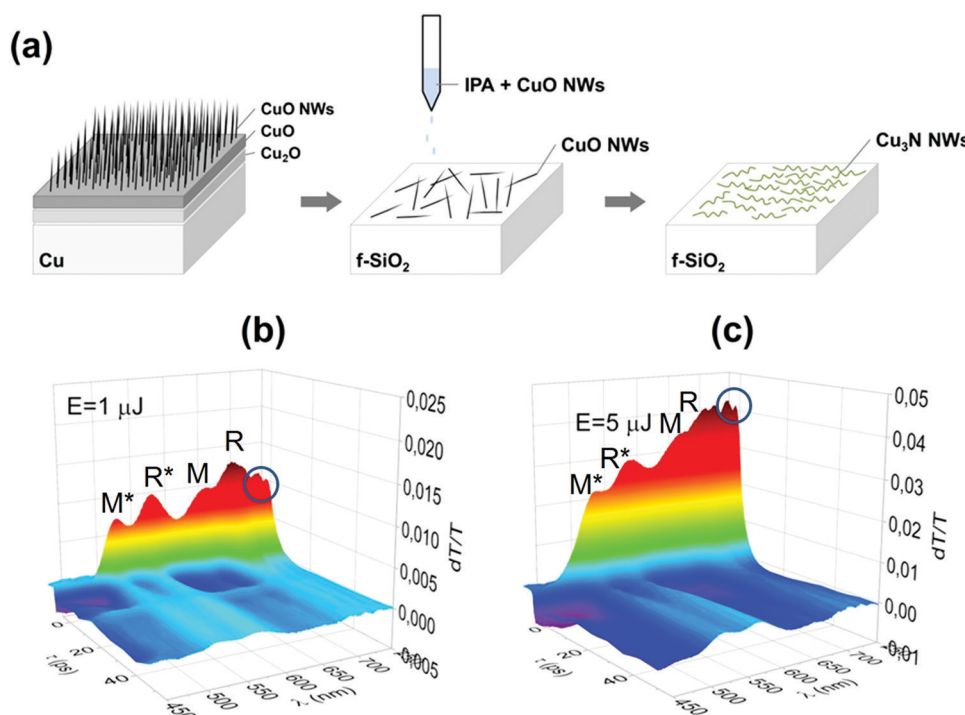 (a)
IPA + CuO NWs
CuO NWs
CuO
Cu₂O
Cu
CuO NWs
f-SiO₂
Cu₃N NWs
f-SiO₂
(b)
E=1 μJ
M*
R*
M
R
0,025
0,020
0,015
0,010
0,005
0,000
-0,005
dT/T
0
20
40
τ (ps)
450
500
550
600
650
700
λ (nm)
(c)
E=5 μJ
M*
R*
M
R
0,05
0,04
0,03
0,02
0,01
0,00
-0,01
dT/T
0
20
40
τ (ps)
450
500
550
600
650
700
λ (nm)